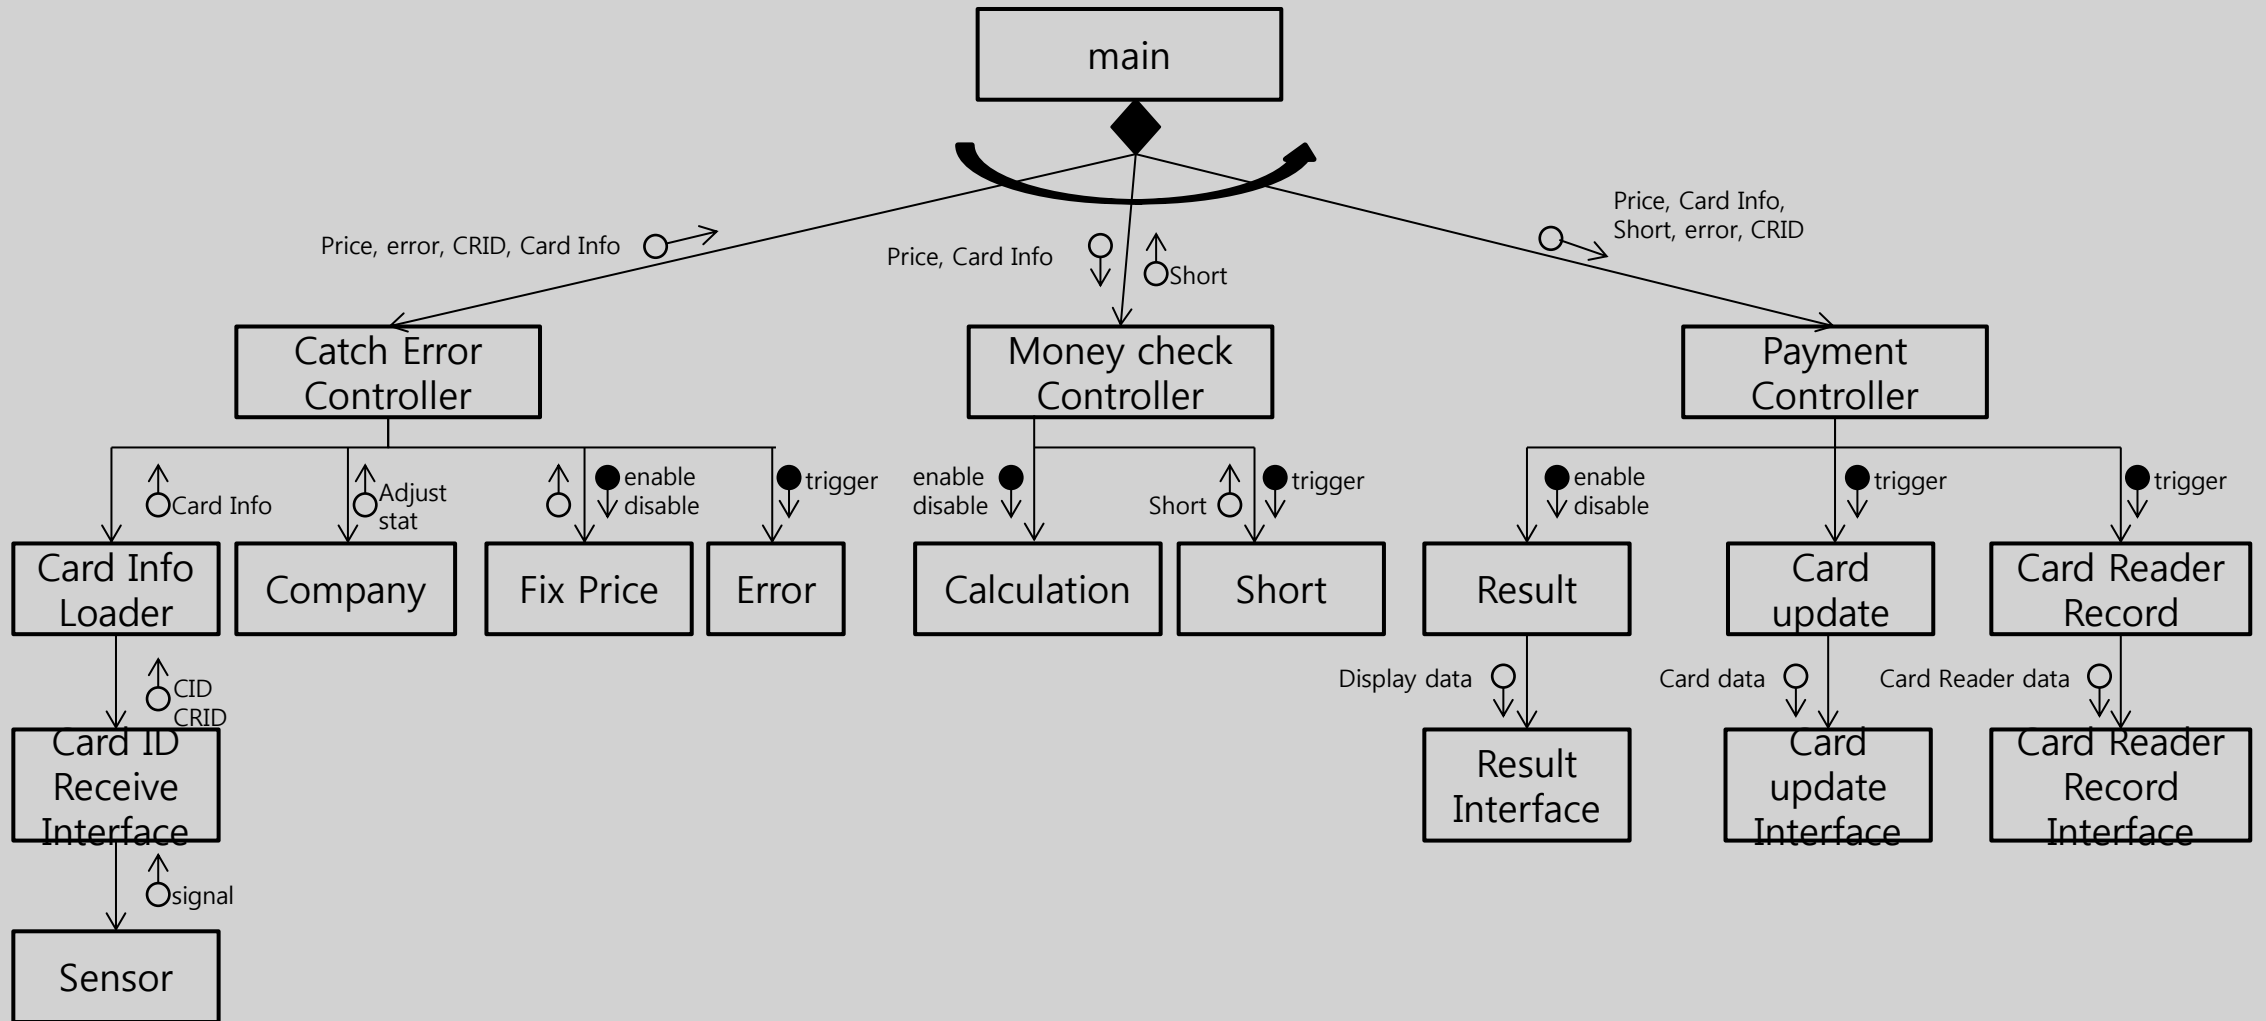 main
Price, error, CRID, Card Info
Price, Card Info
Short
Price, Card Info,
Short, error, CRID
Catch Error
Controller
Money check
Controller
Payment
Controller
Card Info
Adjust
stat
enable
disable
trigger
enable
disable
Short
trigger
enable
disable
trigger
trigger
Card Info
Loader
Company
Fix Price
Error
Calculation
Short
Result
Card
update
Card Reader
Record
CID
CRID
Display data
Card data
Card Reader data
Card ID
Receive
Interface
Result
Interface
Card
update
Interface
Card Reader
Record
Interface
signal
Sensor